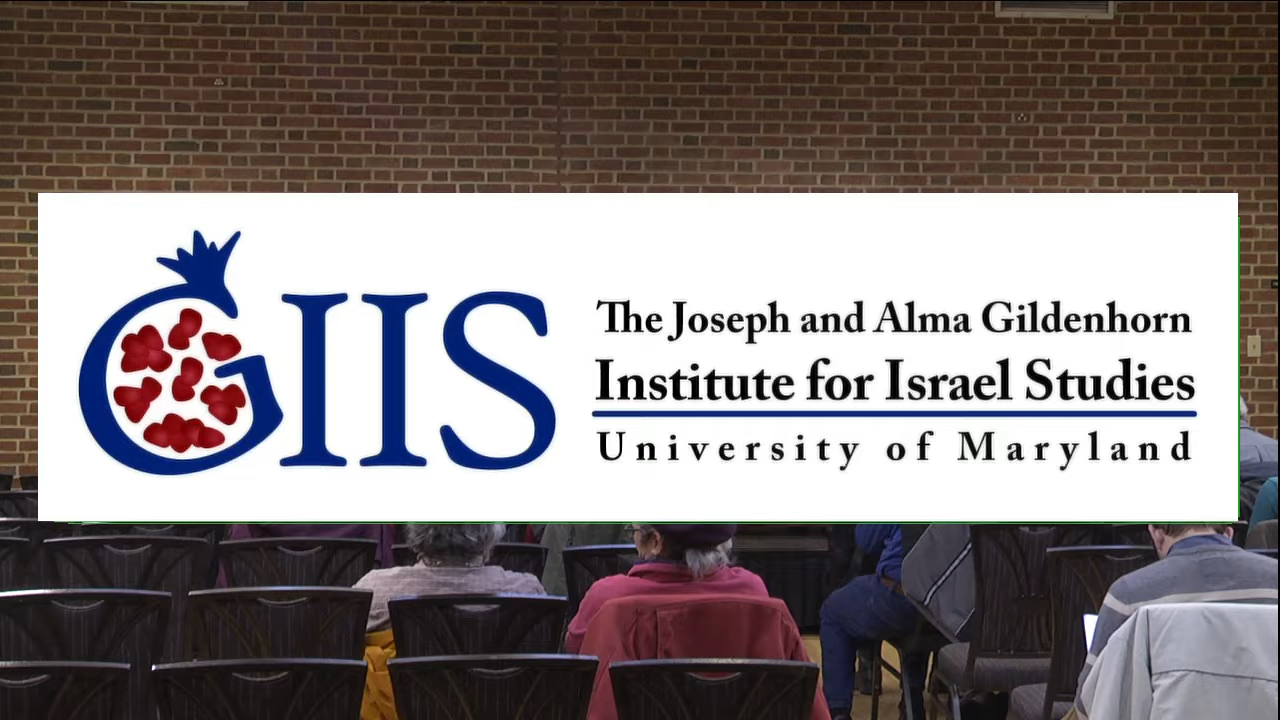 GIIS
The Joseph and Alma Gildenhorn
Institute for Israel Studies
University of Maryland